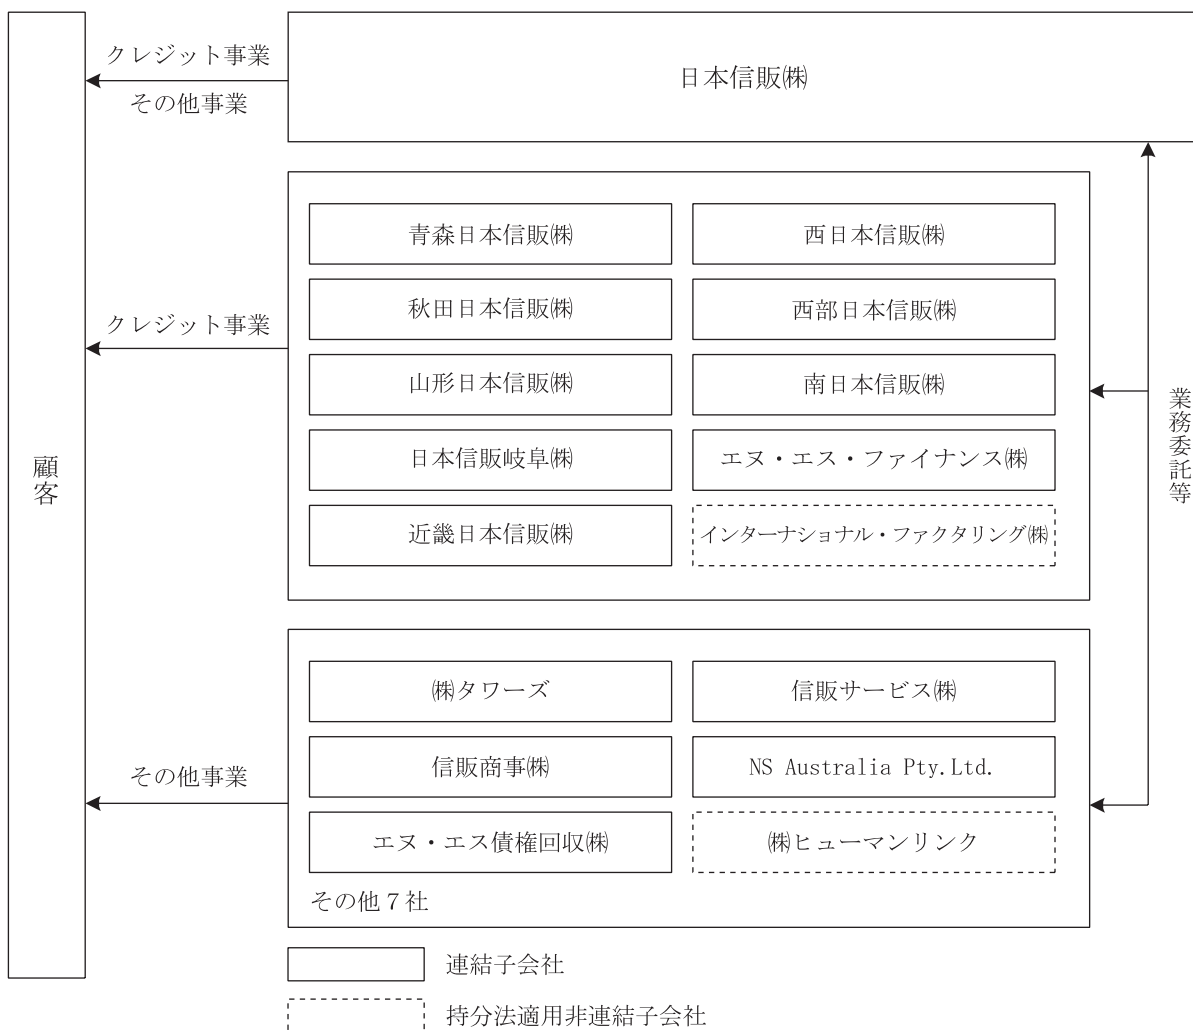 クレジット事業
その他事業
日本信販㈱
顧客
クレジット事業
青森日本信販㈱
西日本信販㈱
秋田日本信販㈱
西部日本信販㈱
山形日本信販㈱
南日本信販㈱
日本信販岐阜㈱
エヌ・エス・ファイナンス㈱
近畿日本信販㈱
インターナショナル・ファクタリング㈱
業務委託等
その他事業
㈱タワーズ
信販サービス㈱
信販商事㈱
NS Australia Pty.Ltd.
エヌ・エス債権回収㈱
㈱ヒューマンリンク
その他７社
連結子会社
持分法適用非連結子会社